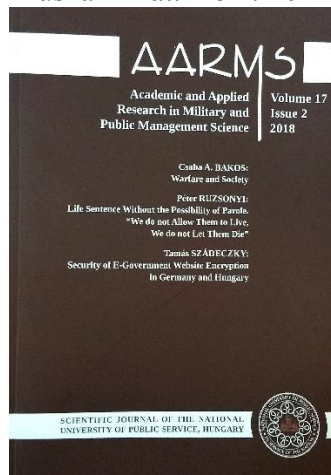 AARMS
Academic and Applied
Research in Military and
Public Management Science
Volume 17
Issue 2
2018
Csaba A. BAKOS:
Warfare and Society
Péter RUZSONYI:
Life Sentence Without the Possibility of Parole.
“We do not Allow Them to Live,
We do not Let Them Die”
Tamás SZÁDECZKY:
Security of E-Government Website Encryption
in Germany and Hungary
SCIENTIFIC JOURNAL OF THE NATIONAL
UNIVERSITY OF PUBLIC SERVICE, HUNGARY